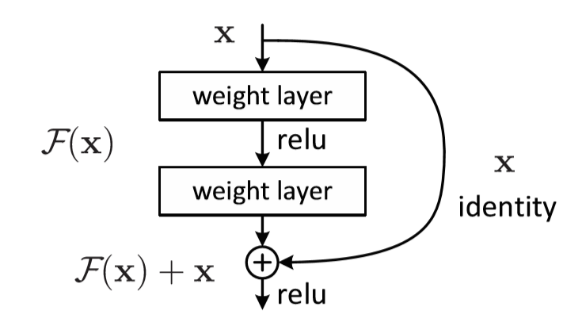 x
weight layer
relu
F(x)
x
weight layer
identity
F(x) + x
relu